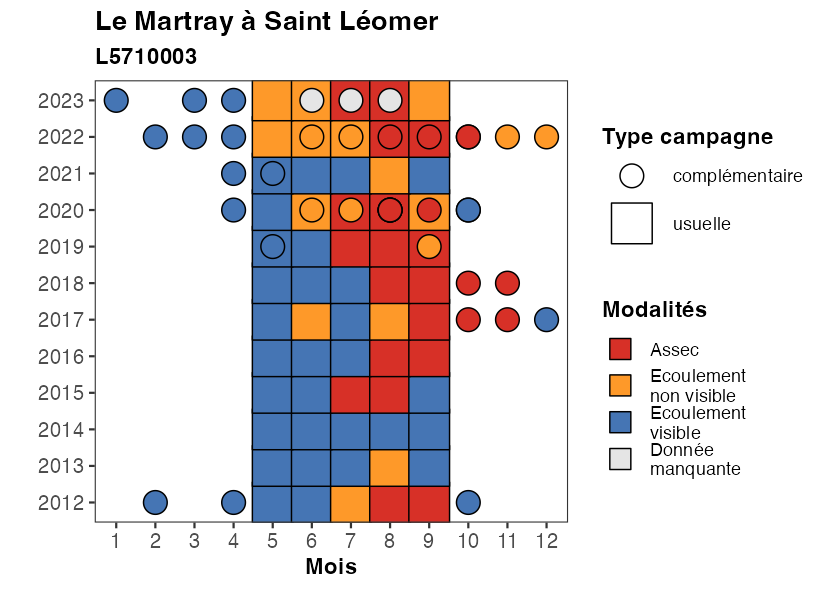 Le Martray à Saint Léomer
L5710003
2023
2022
2021
2020
2019
2018
2017
2016
2015
2014
2013
2012
1 2 3 4 5 6 7 8 9 10 11 12
Mois
Type campagne
complémentaire
usuelle
Modalités
Assec
Ecoulement
non visible
Ecoulement
visible
Donnée
manquante